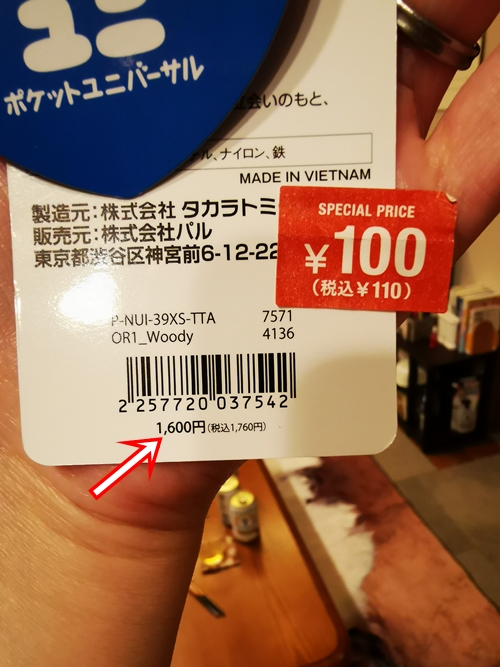 ユニ
ポケットユニバーサル
会いのもと、
ル、ナイロン、鉄
MADE IN VIETNAM
製造元：株式会社 タカラトミ
販売元：株式会社パル
東京都渋谷区神宮前6-12-22
SPECIAL PRICE
¥100
(税込¥110)
P-NUI-39XS-TTA 7571
OR1_Woody 4136
2 257720 037542
1,600円(税込1,760円)